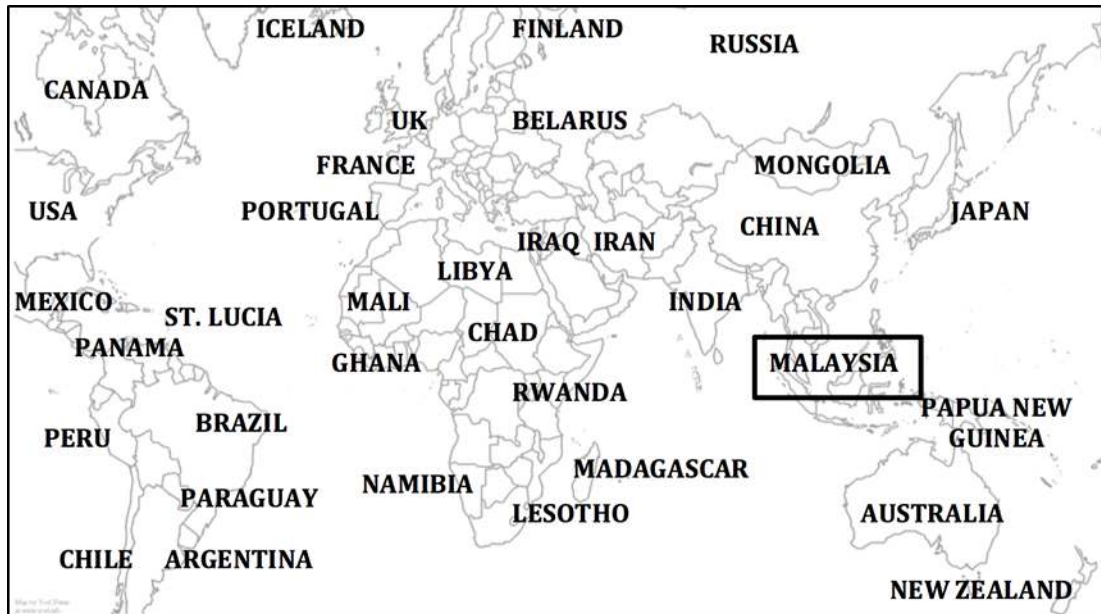 ICELAND
FINLAND
RUSSIA
CANADA
UK
BELARUS
FRANCE
MONGOLIA
USA
PORTUGAL
CHINA
JAPAN
IRAQ
IRAN
LIBYA
MEXICO
ST. LUCIA
MALI
INDIA
CHAD
PANAMA
GHANA
MALAYSIA
RWANDA
PERU
BRAZIL
PAPUA NEW
GUINEA
NAMIBIA
MADAGASCAR
PARAGUAY
LESOTHO
AUSTRALIA
CHILE
ARGENTINA
NEW ZEALAND